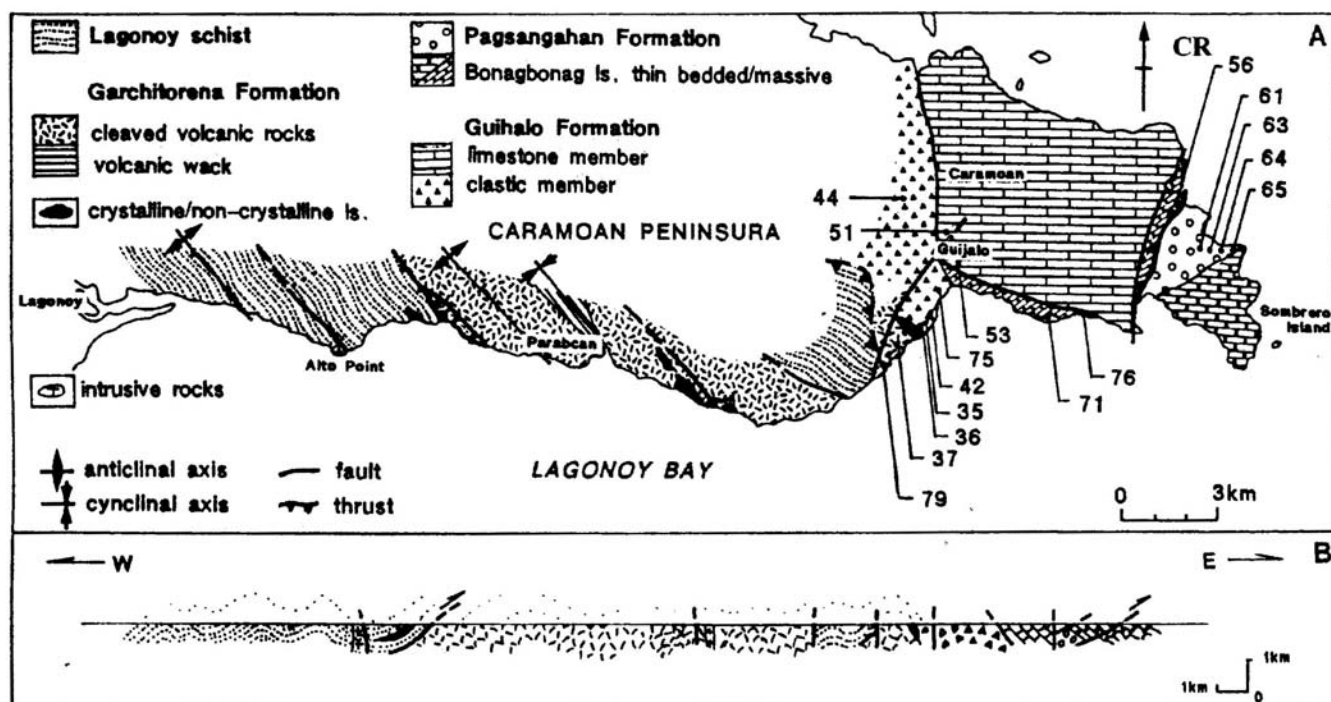 A
Lagonoy schist
Garchitorena Formation
cleaved volcanic rocks
volcanic wack
crystalline/non-crystalline ls.
Pagsangahan Formation
Bonagbonag ls. thin bedded/massive
Guihalo Formation
limestone member
clastic member
CR
56
61
63
64
65
44
51
Caramoan
Guijalo
CARAMOAN PENINSURA
Lagonoy
Alto Point
Parabcan
Sombrero
Island
53
75
42
35
36
37
79
76
71
intrusive rocks
anticlinal axis
cynclinal axis
fault
thrust
LAGONOY BAY
0 3km
B
W
E
1km
1km 0